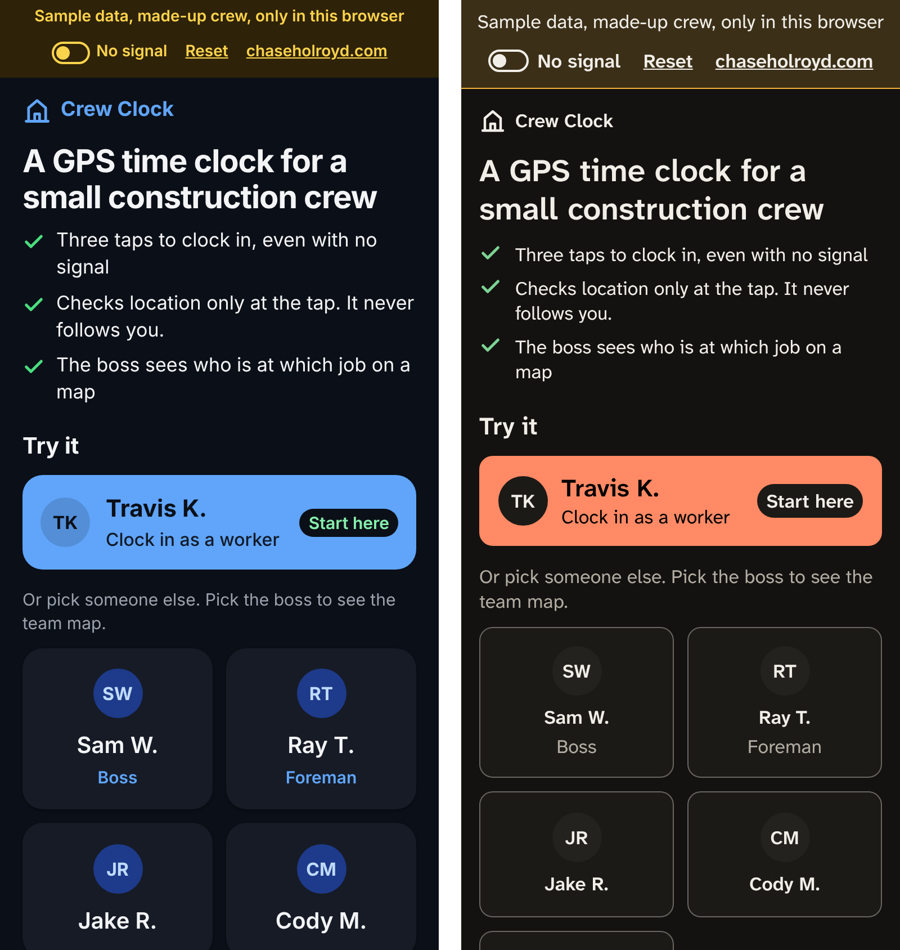 Sample data, made-up crew, only in this browser
No signal Reset chaseholroyd.com
Crew Clock
A GPS time clock for a
small construction crew
Three taps to clock in, even with no
signal
Checks location only at the tap. It never
follows you.
The boss sees who is at which job on a
map
Try it
TK
Travis K.
Clock in as a worker
Start here
Or pick someone else. Pick the boss to see the
team map.
SW
Sam W.
Boss
RT
Ray T.
Foreman
JR
Jake R.
CM
Cody M.
Sample data, made-up crew, only in this browser
No signal Reset chaseholroyd.com
Crew Clock
A GPS time clock for a
small construction crew
Three taps to clock in, even with no signal
Checks location only at the tap. It never
follows you.
The boss sees who is at which job on a
map
Try it
TK
Travis K.
Clock in as a worker
Start here
Or pick someone else. Pick the boss to see the
team map.
SW
Sam W.
Boss
RT
Ray T.
Foreman
JR
Jake R.
CM
Cody M.